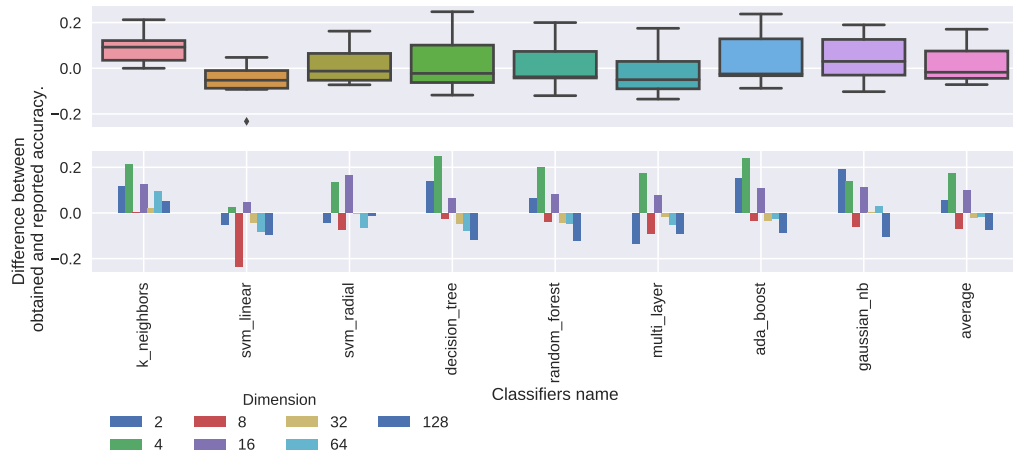 0.2
0.0
−0.2
0.2
0.0
−0.2
Difference between
obtained and reported accuracy.
k_neighbors
svm_linear
svm_radial
decision_tree
random_forest
multi_layer
ada_boost
gaussian_nb
average
Classifiers name
Dimension
2 8 32 128
4 16 64